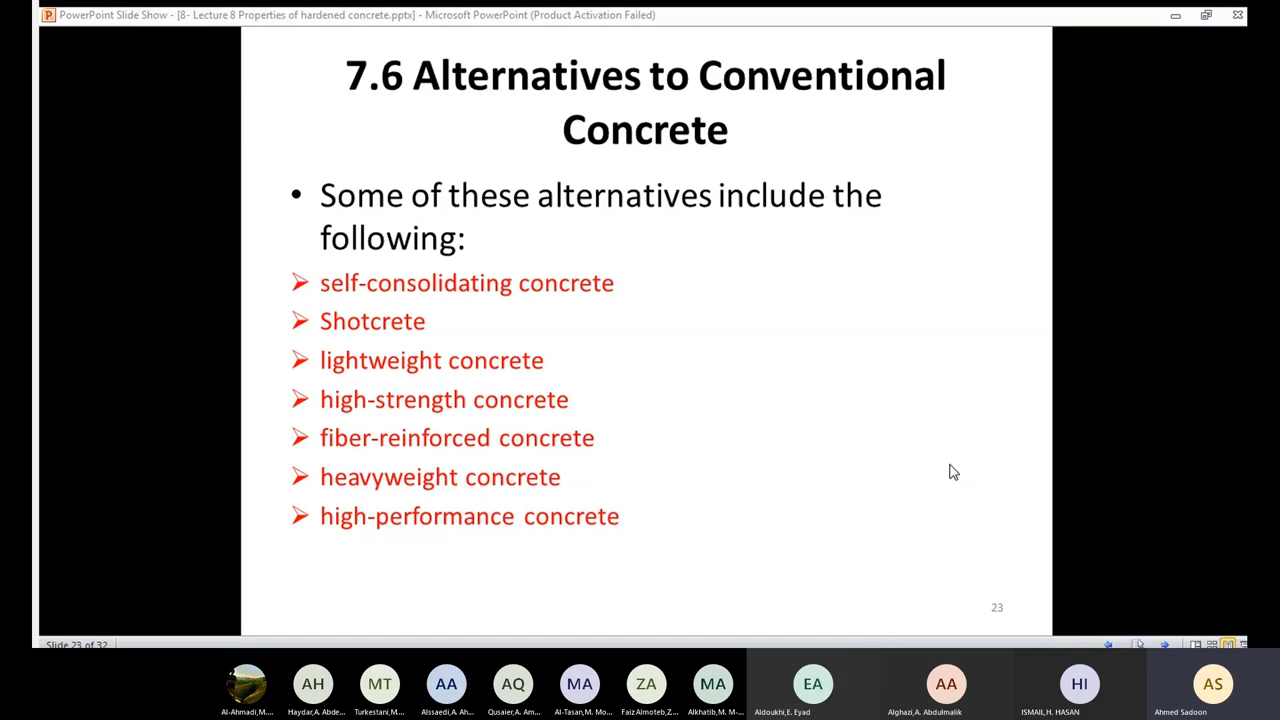 PowerPoint Slide Show - [8- Lecture 8 Properties of hardened concrete.pptx] - Microsoft PowerPoint (Product Activation Failed)
7.6 Alternatives to Conventional
Concrete
• Some of these alternatives include the
following:
➢ self-consolidating concrete
➢ Shotcrete
➢ lightweight concrete
➢ high-strength concrete
➢ fiber-reinforced concrete
➢ heavyweight concrete
➢ high-performance concrete
23
Slide 23 of 32
AH MT AA AQ MA ZA MA EA AA HI AS
Al-Ahmadi,M.... Haydar,A. Abde... Turkestani,M.... Alssaedi,A. Ah... Qusaier,A. Am... Al-Tasan,M. Mo... FaizAlmoteb,Z... Alkhatib,M. M-... Aldoukhi,E. Eyad Alghazi,A. Abdulmalik ISMAIL,H. HASAN Ahmed Sadoon